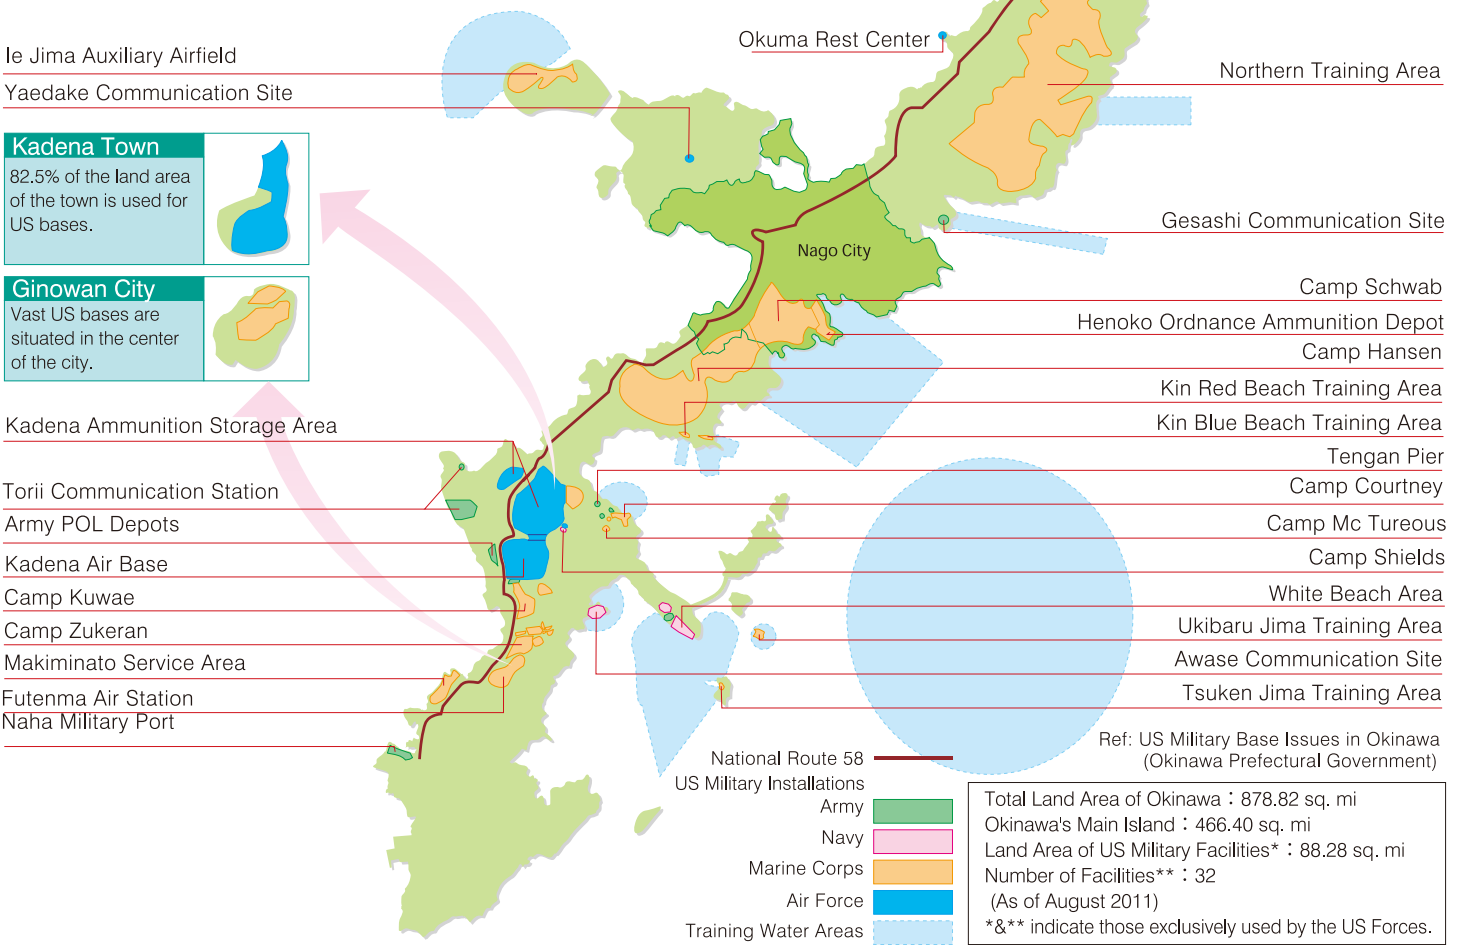 Ie Jima Auxiliary Airfield
Yaedake Communication Site
Okuma Rest Center
Northern Training Area
Kadena Town
82.5% of the land area
of the town is used for
US bases.
Ginowan City
Vast US bases are
situated in the center
of the city.
Gesashi Communication Site
Nago City
Camp Schwab
Henoko Ordnance Ammunition Depot
Camp Hansen
Kin Red Beach Training Area
Kin Blue Beach Training Area
Tengan Pier
Camp Courtney
Camp Mc Tureous
Camp Shields
White Beach Area
Ukibaru Jima Training Area
Awase Communication Site
Tsuken Jima Training Area
Kadena Ammunition Storage Area
Torii Communication Station
Army POL Depots
Kadena Air Base
Camp Kuwae
Camp Zukeran
Makiminato Service Area
Futenma Air Station
Naha Military Port
Ref: US Military Base Issues in Okinawa
(Okinawa Prefectural Government)
National Route 58
US Military Installations
Army
Navy
Marine Corps
Air Force
Training Water Areas
Total Land Area of Okinawa : 878.82 sq. mi
Okinawa's Main Island : 466.40 sq. mi
Land Area of US Military Facilities* : 88.28 sq. mi
Number of Facilities** : 32
(As of August 2011)
*&** indicate those exclusively used by the US Forces.